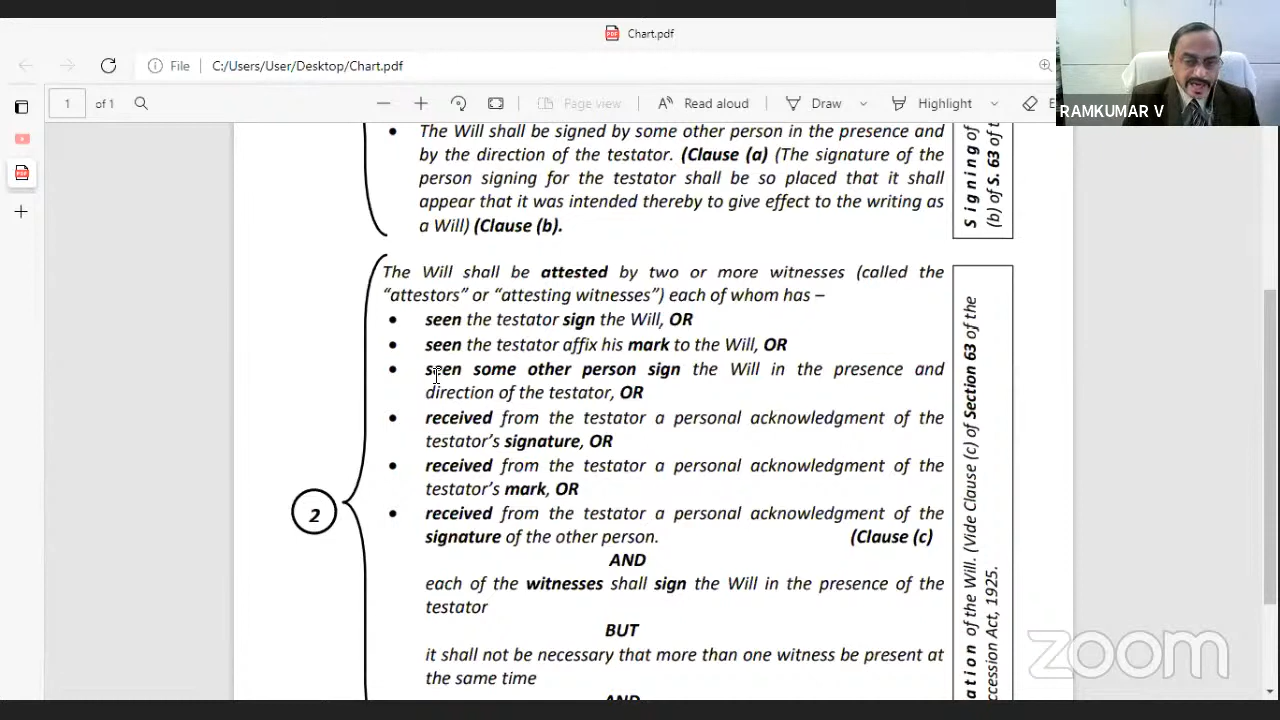 Chart.pdf
File
C:/Users/User/Desktop/Chart.pdf
1
of 1
Page view
Read aloud
Draw
Highlight
RAMKUMAR V
• The Will shall be signed by some other person in the presence and
by the direction of the testator. (Clause (a) (The signature of the
person signing for the testator shall be so placed that it shall
appear that it was intended thereby to give effect to the writing as
a Will) (Clause (b).
Signing of
(b) of S. 63 of
The Will shall be attested by two or more witnesses (called the
“attestors” or “attesting witnesses”) each of whom has –
• seen the testator sign the Will, OR
• seen the testator affix his mark to the Will, OR
• seen some other person sign the Will in the presence and
direction of the testator, OR
• received from the testator a personal acknowledgment of the
testator’s signature, OR
• received from the testator a personal acknowledgment of the
testator’s mark, OR
• received from the testator a personal acknowledgment of the
signature of the other person. (Clause (c)
AND
each of the witnesses shall sign the Will in the presence of the
testator
BUT
it shall not be necessary that more than one witness be present at
the same time
AND
2
ation of the Will. (Vide Clause (c) of Section 63 of the
ccession Act, 1925.
zoom